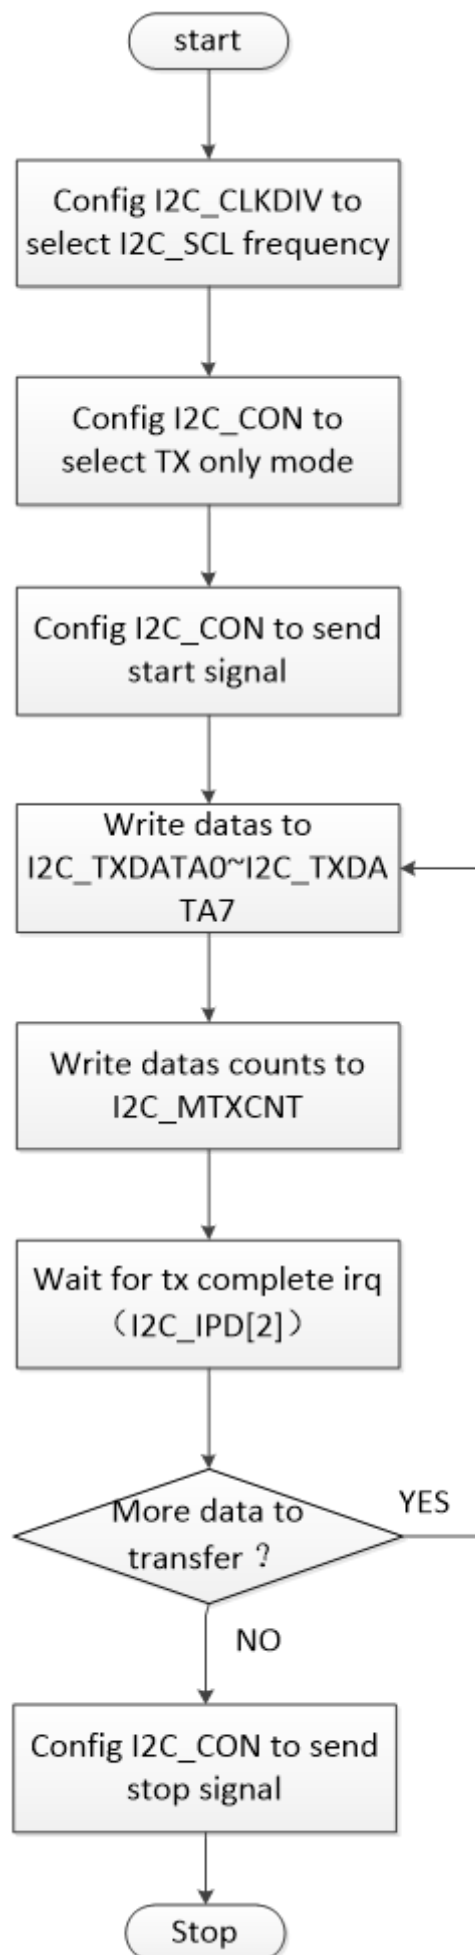 start
Config I2C_CLKDIV to
select I2C_SCL frequency
Config I2C_CON to
select TX only mode
Config I2C_CON to send
start signal
Write datas to
I2C_TXDATA0~I2C_TXDA
TA7
Write datas counts to
I2C_MTXCNT
Wait for tx complete irq
（I2C_IPD[2]）
More data to
transfer？
YES
NO
Config I2C_CON to send
stop signal
Stop